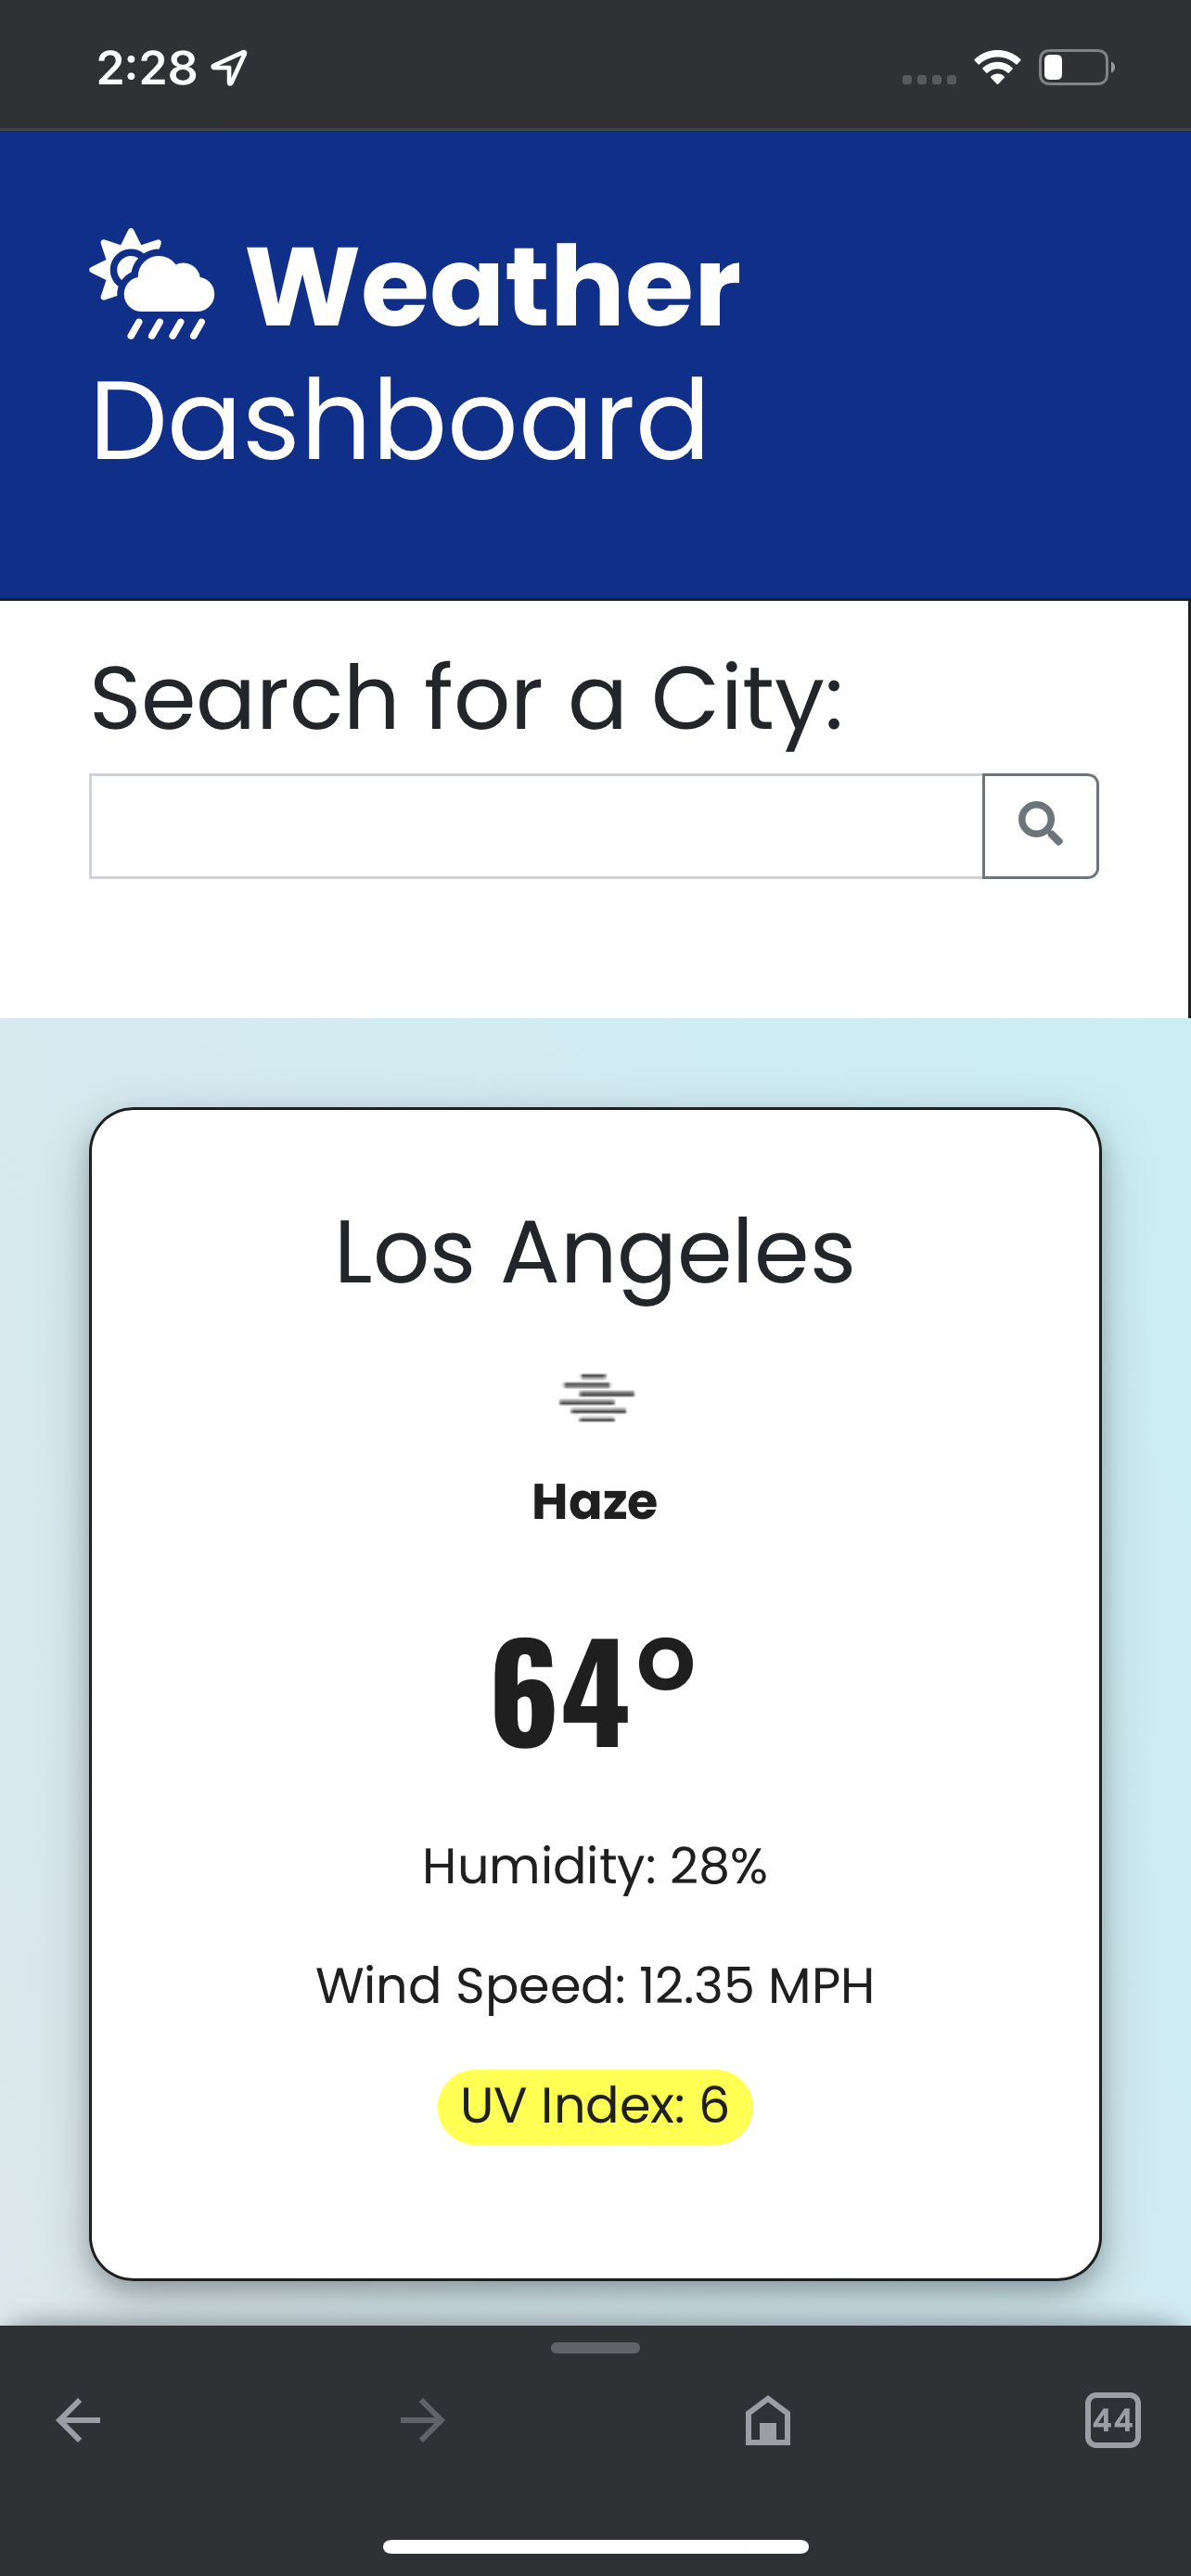 2:28
Weather
Dashboard
Search for a City:
Los Angeles
Haze
64°
Humidity: 28%
Wind Speed: 12.35 MPH
UV Index: 6
44